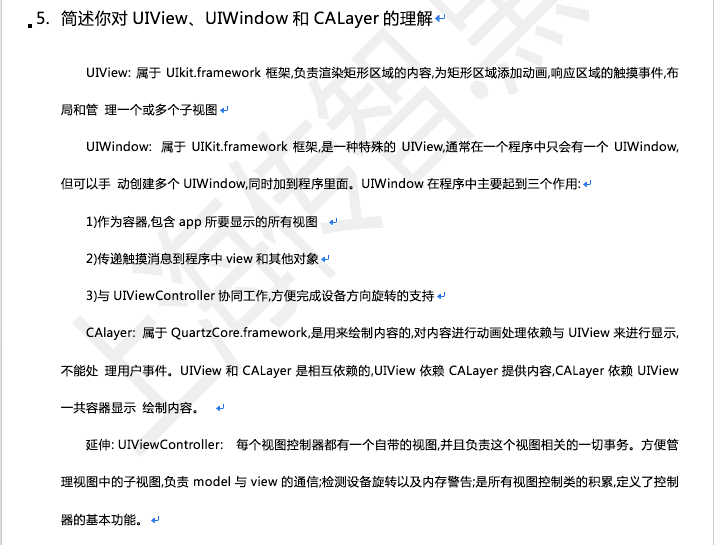 5. 简述你对 UIView、UIWindow 和 CALayer 的理解
UIView: 属于 UIkit.framework 框架,负责渲染矩形区域的内容,为矩形区域添加动画,响应区域的触摸事件,布
局和管 理一个或多个子视图
UIWindow: 属于 UIKit.framework 框架,是一种特殊的 UIView,通常在一个程序中只会有一个 UIWindow,
但可以手 动创建多个 UIWindow,同时加到程序里面。UIWindow 在程序中主要起到三个作用:
1)作为容器,包含 app 所要显示的所有视图
2)传递触摸消息到程序中 view 和其他对象
3)与 UIViewController 协同工作,方便完成设备方向旋转的支持
CAlayer: 属于 QuartzCore.framework,是用来绘制内容的,对内容进行动画处理依赖与 UIView 来进行显示,
不能处 理用户事件。UIView 和 CALayer 是相互依赖的,UIView 依赖 CALayer 提供内容,CALayer 依赖 UIView
一共容器显示 绘制内容。
延伸: UIViewController: 每个视图控制器都有一个自带的视图,并且负责这个视图相关的一切事务。方便管
理视图中的子视图,负责 model 与 view 的通信;检测设备旋转以及内存警告;是所有视图控制类的积累,定义了控制
器的基本功能。
上海传智·黑